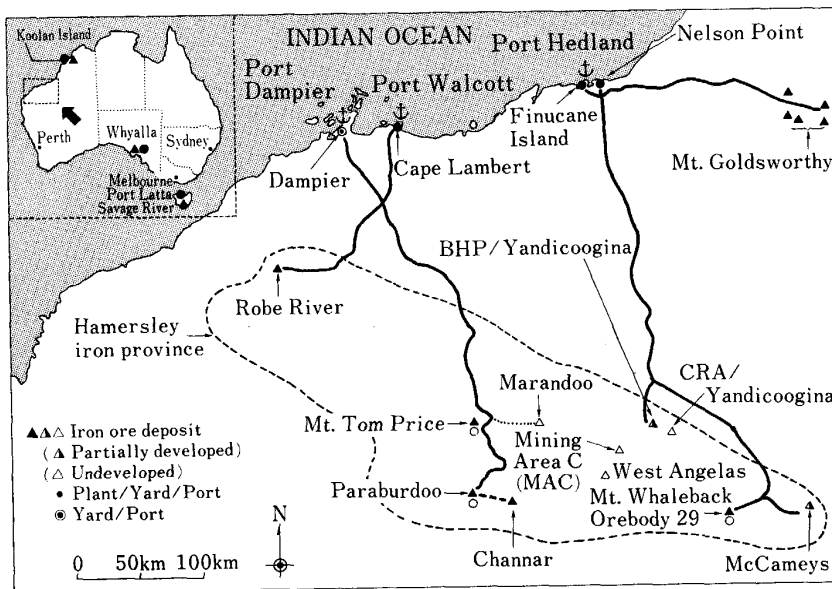 Koolan Island
Perth
Whyalla
Sydney
Melbourne
Port Latta
Savage River
INDIAN OCEAN
Port Hedland
Nelson Point
Port
Dampier
Port Walcott
Finucane
Island
Mt. Goldsworthy
Dampier
Cape Lambert
BHP/Yandicoogina
Robe River
Hamersley
iron province
CRA/
Yandicoogina
Marandoo
Mt. Tom Price
Mining
Area C
(MAC)
West Angelas
Paraburdoo
Mt. Whaleback
Orebody 29
Channar
McCameys
Iron ore deposit
(Partially developed)
(Undeveloped)
Plant/Yard/Port
Yard/Port
N
0 50km 100km